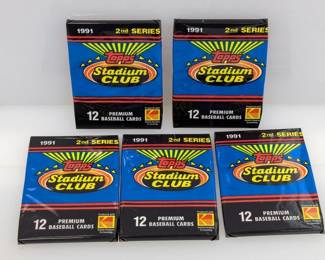 1991 2nd SERIES
Topps
Stadium
CLUB
12 PREMIUM
BASEBALL CARDS
1991 2nd SERIES
Topps
Stadium
CLUB
12 PREMIUM
BASEBALL CARDS
1991 2nd SERIES
Topps
Stadium
CLUB
12 PREMIUM
BASEBALL CARDS
1991 2nd SERIES
Topps
Stadium
CLUB
12 PREMIUM
BASEBALL CARDS
1991 2nd SERIES
Topps
Stadium
CLUB
12 PREMIUM
BASEBALL CARDS